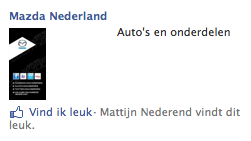 Mazda Nederland
Auto's en onderdelen
Vind ik leuk · Mattijn Nederend vindt dit
leuk.